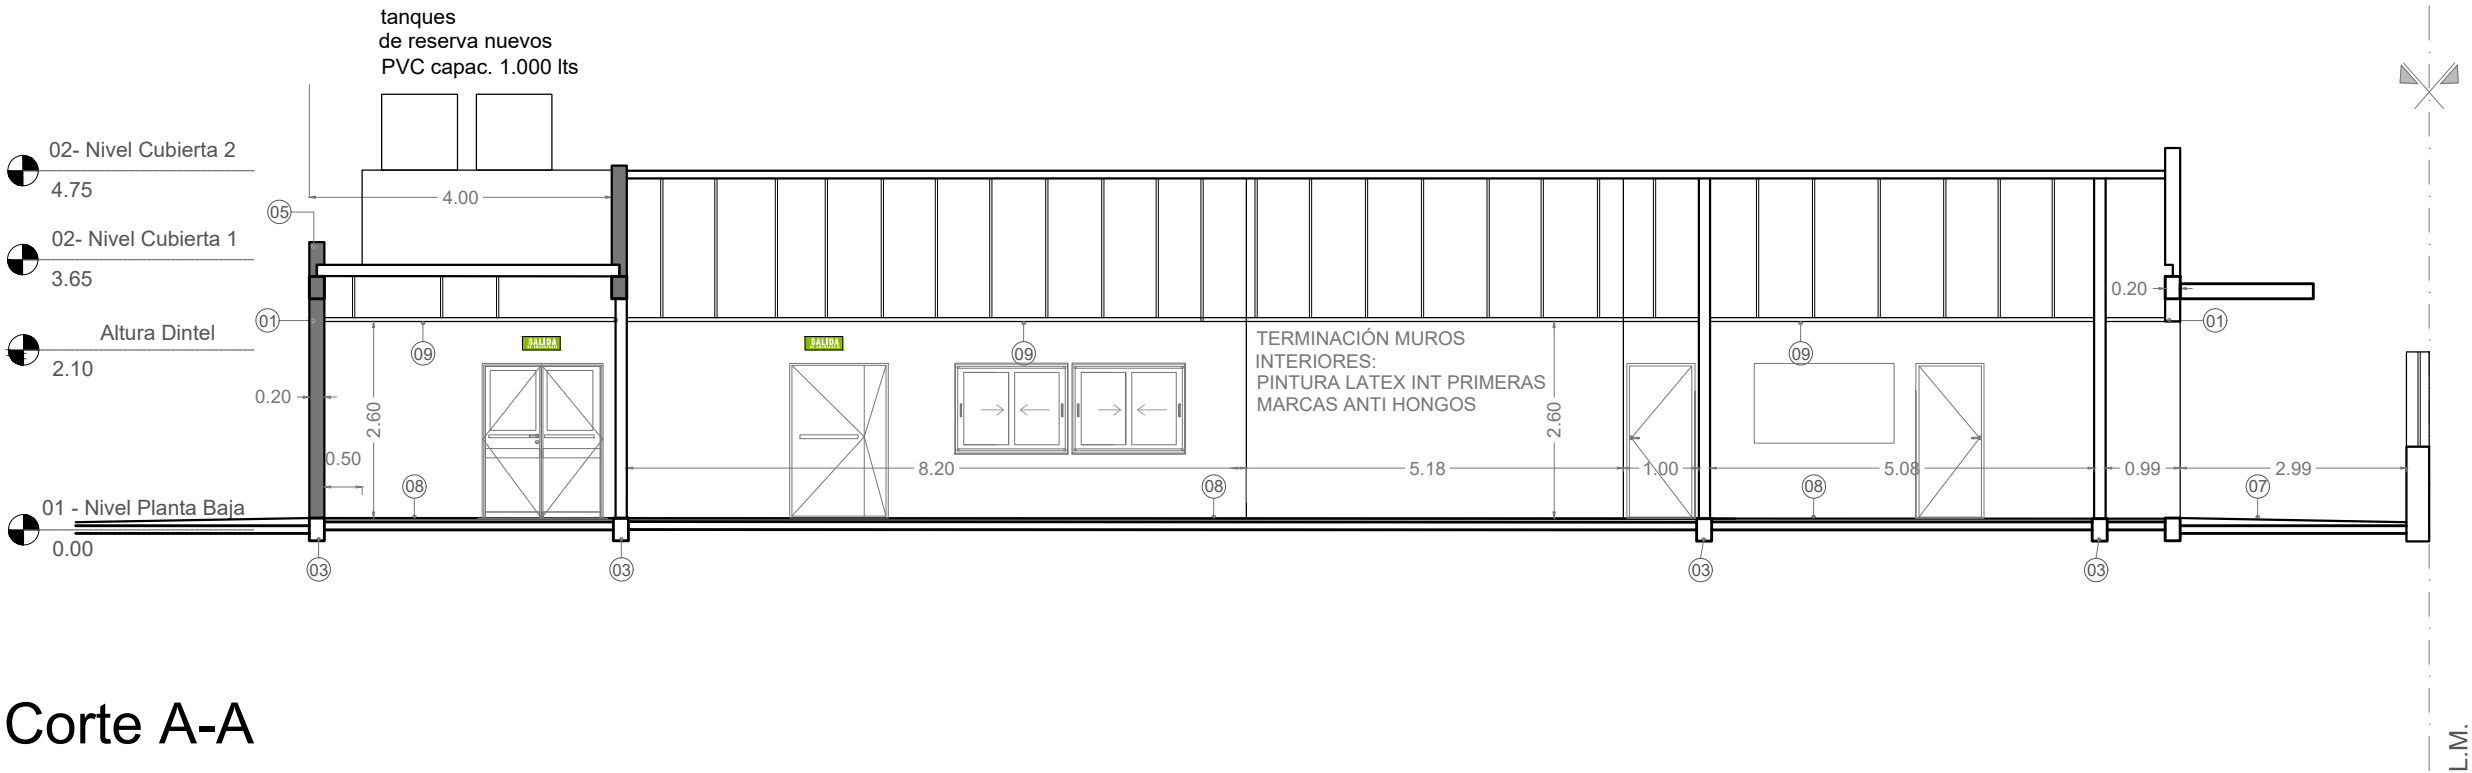 tanques
de reserva nuevos
PVC capac. 1.000 lts
02- Nivel Cubierta 2
4.75
4.00
05
02- Nivel Cubierta 1
3.65
0.20
01
01
Altura Dintel
2.10
SALIDA
SALIDA
09
09
09
TERMINACIÓN MUROS
INTERIORES:
PINTURA LATEX INT PRIMERAS
MARCAS ANTI HONGOS
0.20
2.60
2.60
0.50
8.20
5.18
1.00
5.08
0.99
2.99
08
08
08
07
01 - Nivel Planta Baja
0.00
03
03
03
03
Corte A-A
L.M.